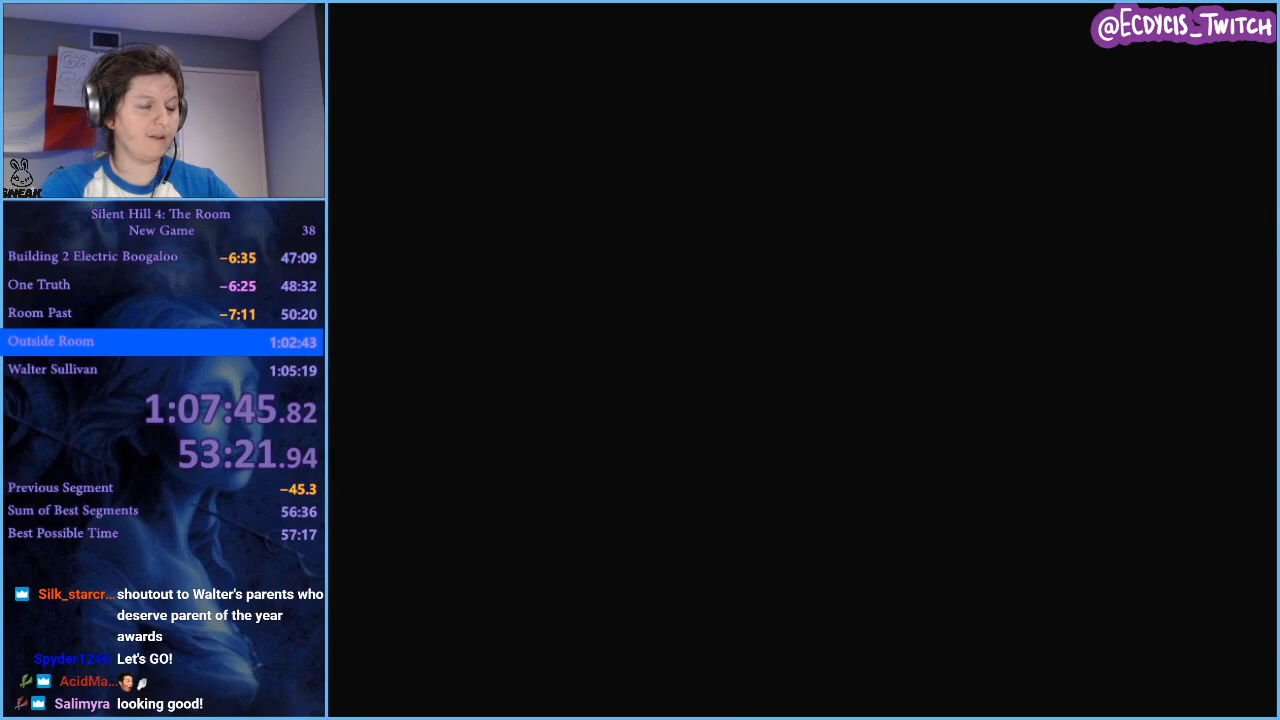 @ECDYCIS_TWITCH
Silent Hill 4: The Room
New Game 38
Building 2 Electric Boogaloo −6:35 47:09
One Truth −6:25 48:32
Room Past −7:11 50:20
Outside Room 1:02:43
Walter Sullivan 1:05:19
1:07:45.82
53:21.94
Previous Segment −45.3
Sum of Best Segments 56:36
Best Possible Time 57:17
Silk_starcr... shoutout to Walter's parents who
deserve parent of the year
awards
Spyder1246 Let's GO!
AcidMa...
Salimyra looking good!